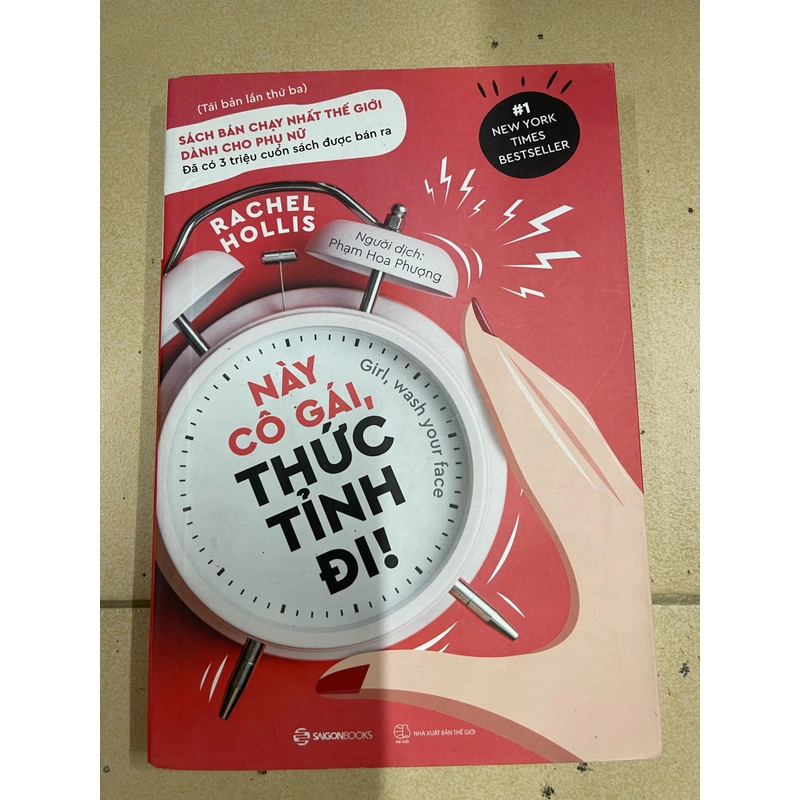 (Tái bản lần thứ ba)
SÁCH BÁN CHẠY NHẤT THẾ GIỚI
DÀNH CHO PHỤ NỮ
Đã có 3 triệu cuốn sách được bán ra
#1
NEW YORK
TIMES
BESTSELLER
RACHEL
HOLLIS
Người dịch:
Phạm Hoa Phượng
NÀY
CÔ GÁI,
THỨC
TỈNH
ĐI!
Girl, wash your face
SAIGONBOOKS
THẾ GIỚI
NHÀ XUẤT BẢN THẾ GIỚI